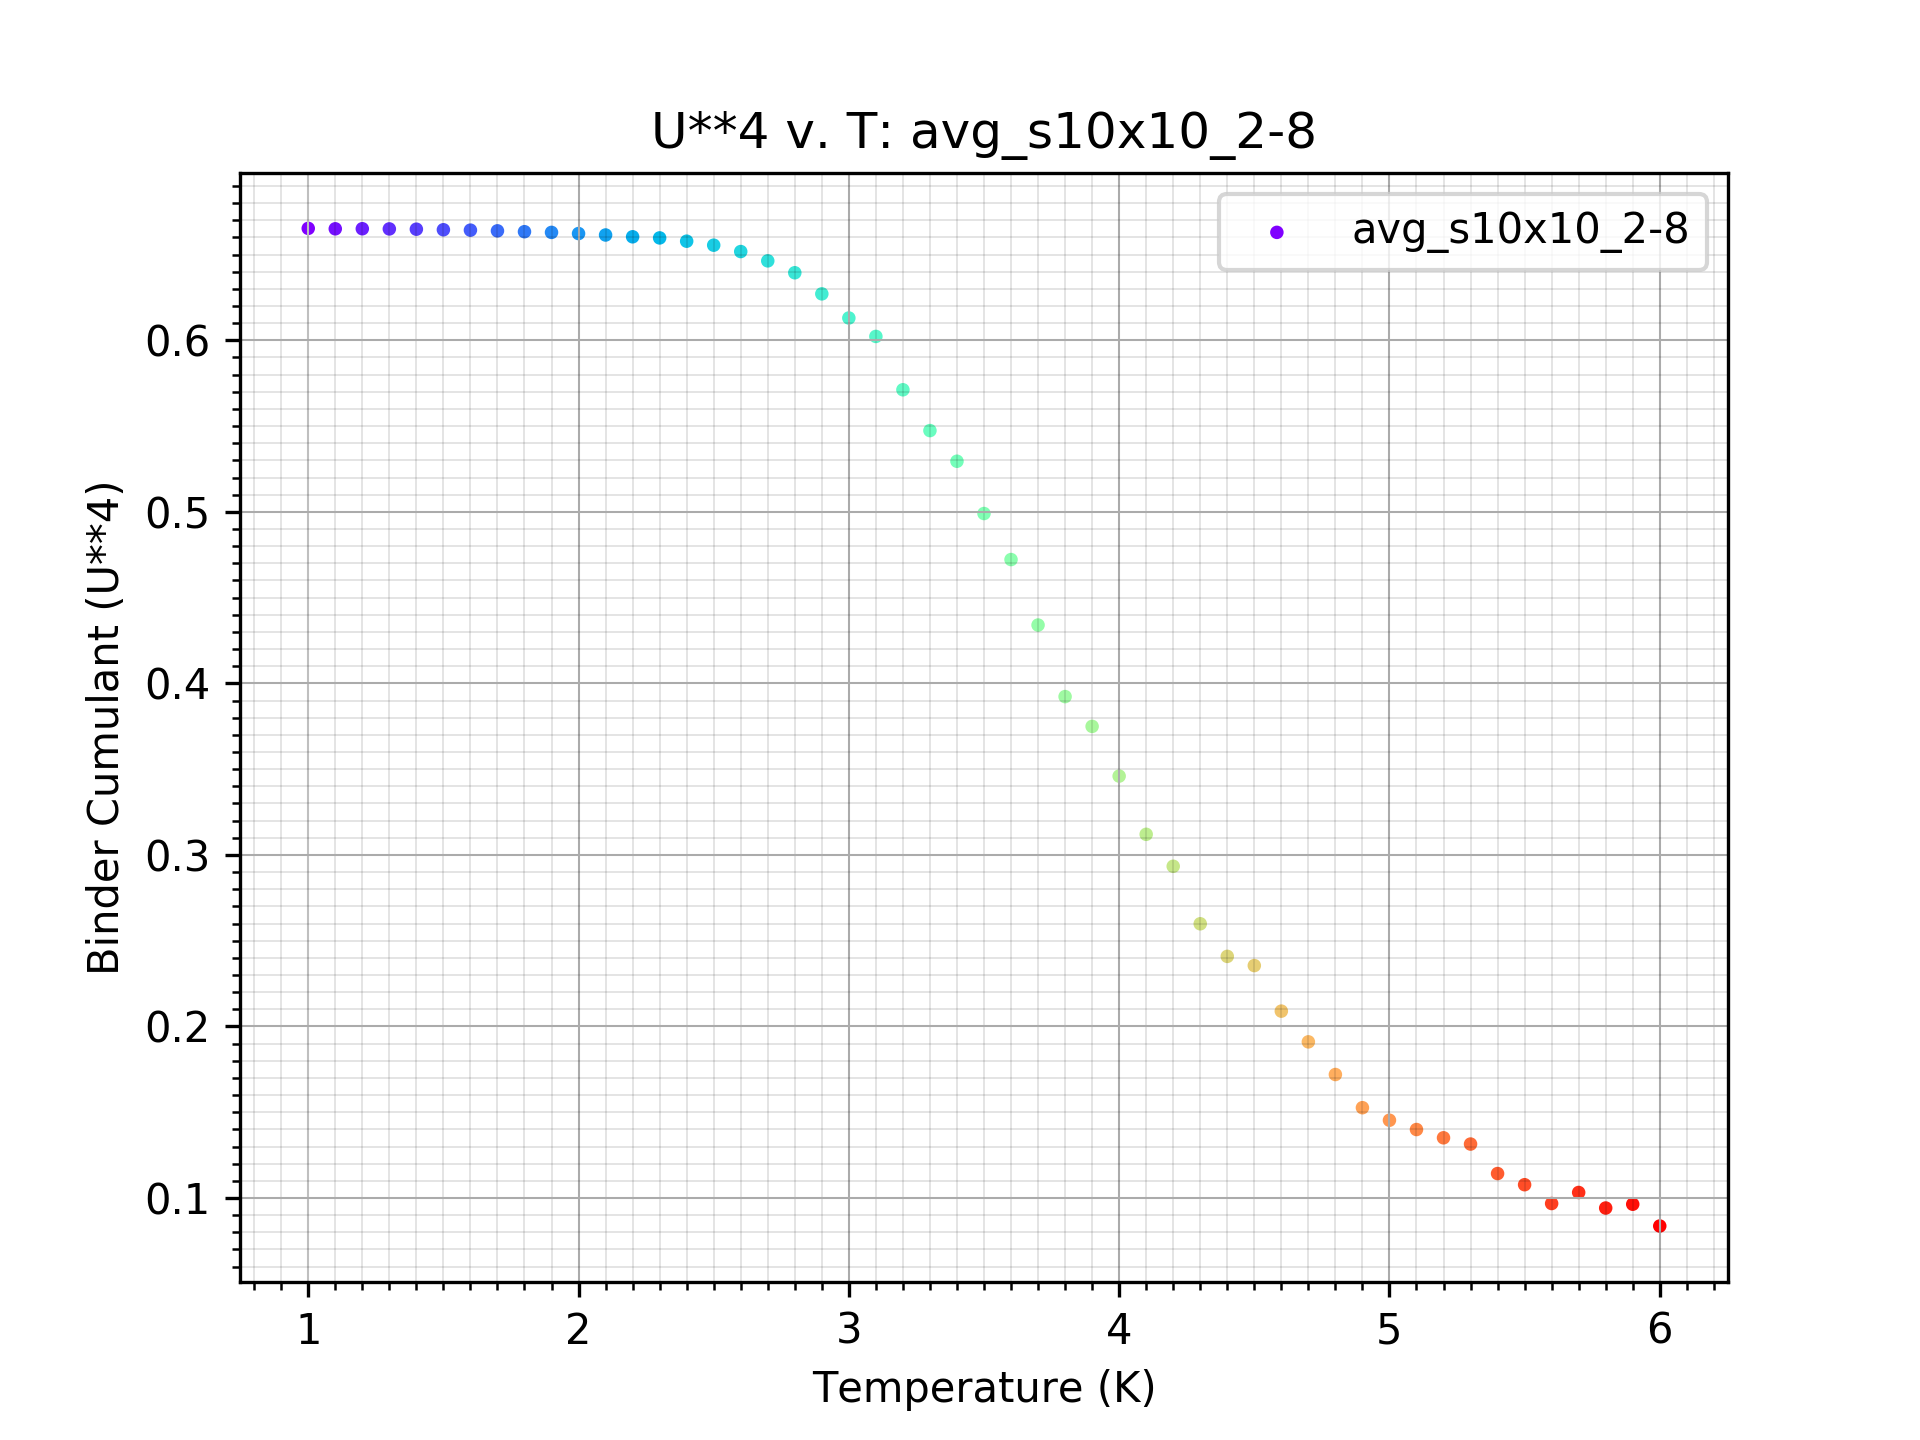 U**4 v. T: avg_s10x10_2-8
avg_s10x10_2-8
Binder Cumulant (U**4)
0.6
0.5
0.4
0.3
0.2
0.1
1 2 3 4 5 6
Temperature (K)